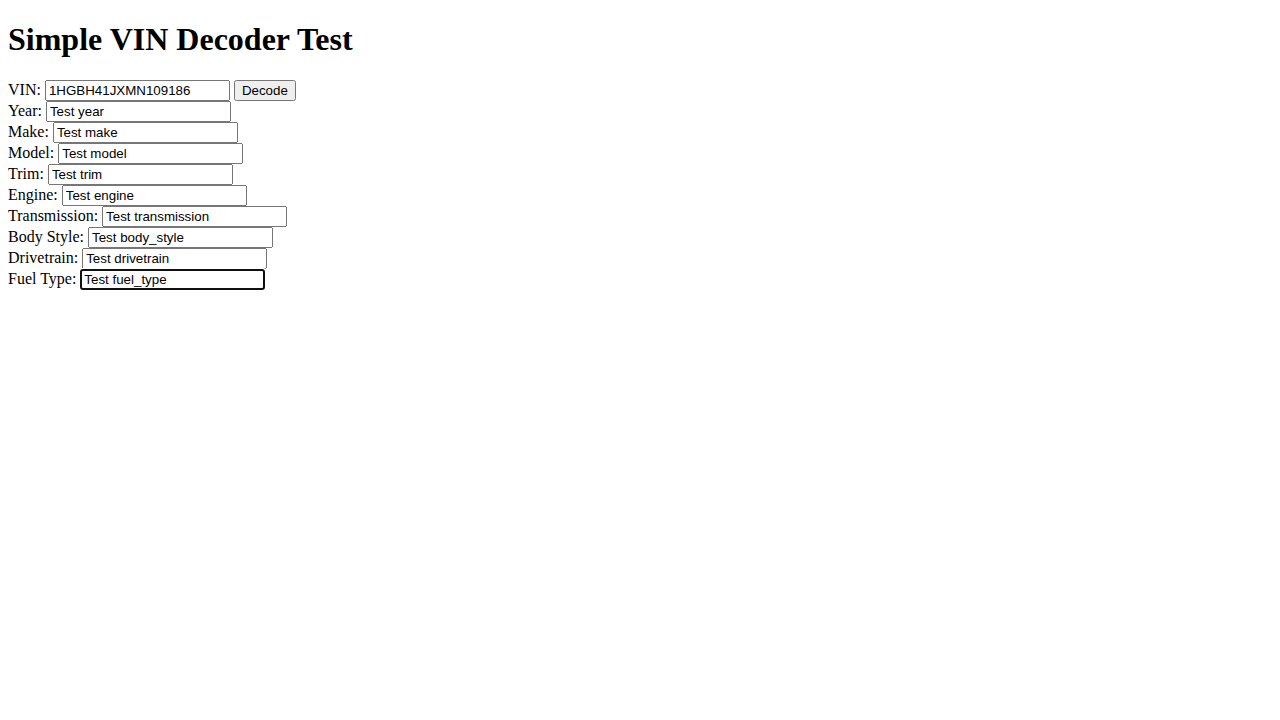 Simple VIN Decoder Test
VIN: 1HGBH41JXMN109186 Decode
Year: Test year
Make: Test make
Model: Test model
Trim: Test trim
Engine: Test engine
Transmission: Test transmission
Body Style: Test body_style
Drivetrain: Test drivetrain
Fuel Type: Test fuel_type